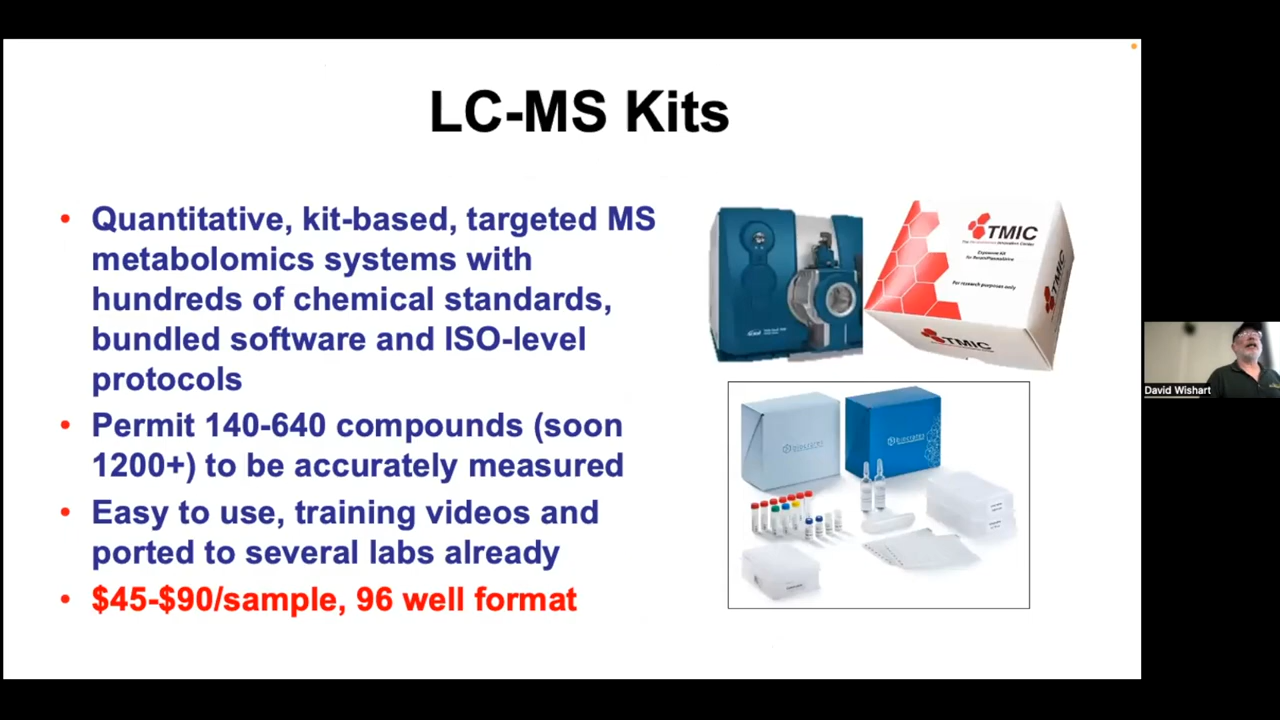 LC-MS Kits
• Quantitative, kit-based, targeted MS
metabolomics systems with
hundreds of chemical standards,
bundled software and ISO-level
protocols
• Permit 140-640 compounds (soon
1200+) to be accurately measured
• Easy to use, training videos and
ported to several labs already
• $45-$90/sample, 96 well format
TMIC
For research purposes only
TMIC
TMIC
David Wishart